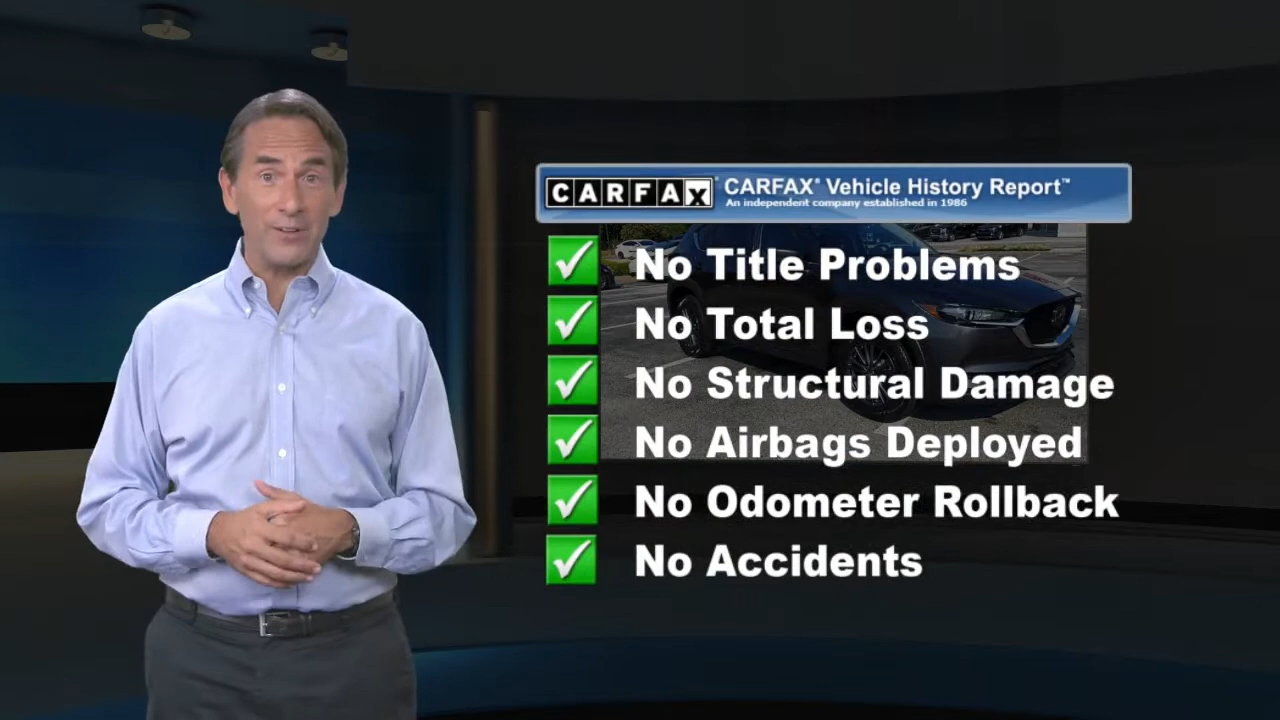 CARFAX® CARFAX® Vehicle History Report™
An independent company established in 1986
No Title Problems
No Total Loss
No Structural Damage
No Airbags Deployed
No Odometer Rollback
No Accidents